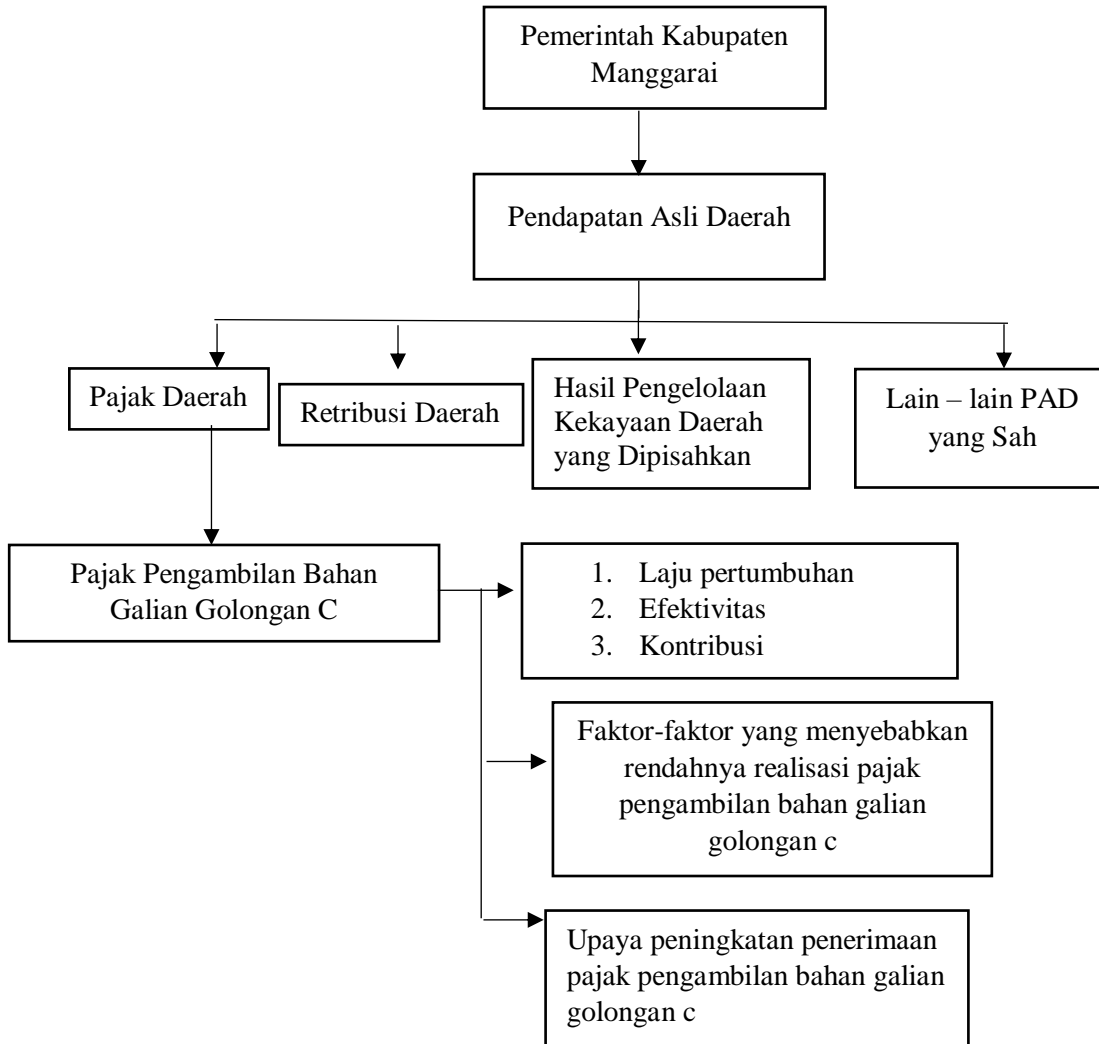 Pemerintah Kabupaten
Manggarai
Pendapatan Asli Daerah
Pajak Daerah
Retribusi Daerah
Hasil Pengelolaan
Kekayaan Daerah
yang Dipisahkan
Lain – lain PAD
yang Sah
Pajak Pengambilan Bahan
Galian Golongan C
1. Laju pertumbuhan
2. Efektivitas
3. Kontribusi
Faktor-faktor yang menyebabkan
rendahnya realisasi pajak
pengambilan bahan galian
golongan c
Upaya peningkatan penerimaan
pajak pengambilan bahan galian
golongan c